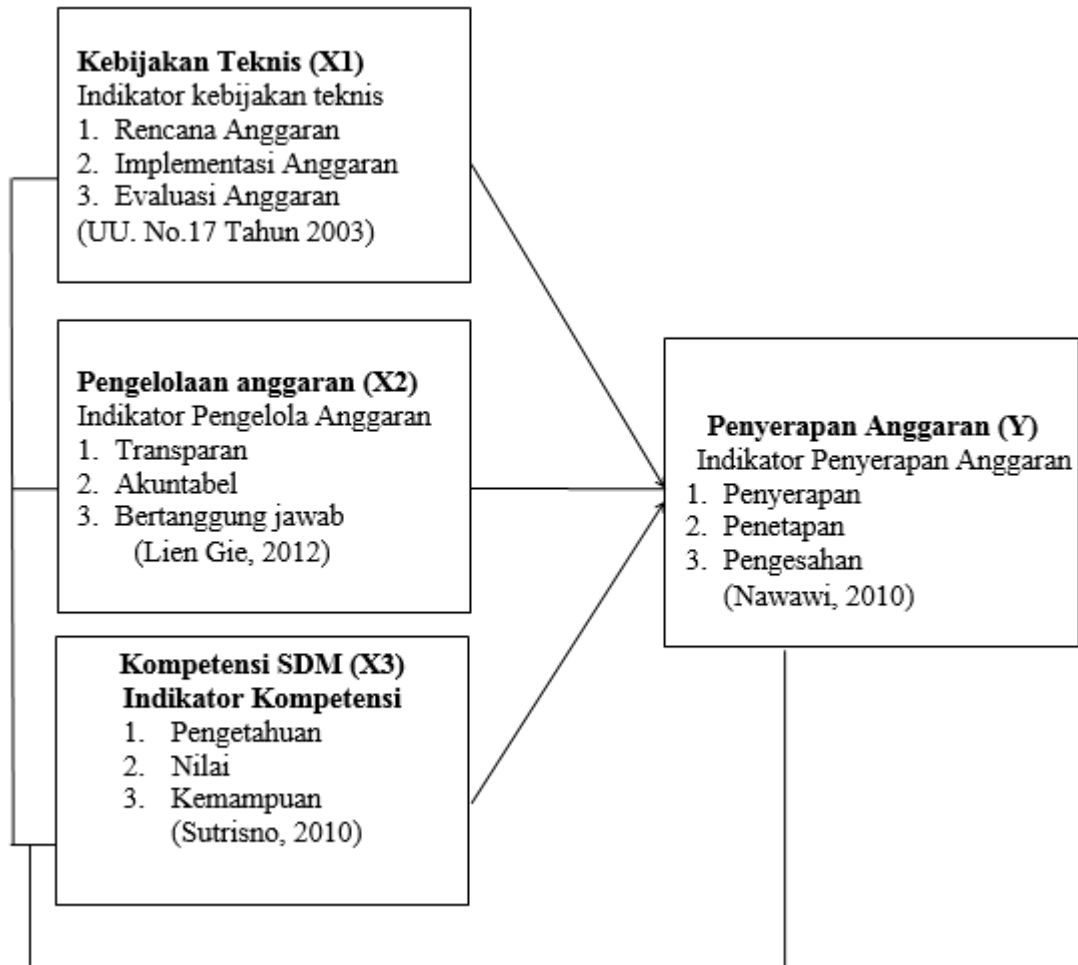 Kebijakan Teknis (X1)
Indikator kebijakan teknis
1. Rencana Anggaran
2. Implementasi Anggaran
3. Evaluasi Anggaran
(UU. No.17 Tahun 2003)
Pengelolaan anggaran (X2)
Indikator Pengelola Anggaran
1. Transparan
2. Akuntabel
3. Bertanggung jawab
(Lien Gie, 2012)
Kompetensi SDM (X3)
Indikator Kompetensi
1. Pengetahuan
2. Nilai
3. Kemampuan
(Sutrisno, 2010)
Penyerapan Anggaran (Y)
Indikator Penyerapan Anggaran
1. Penyerapan
2. Penetapan
3. Pengesahan
(Nawawi, 2010)